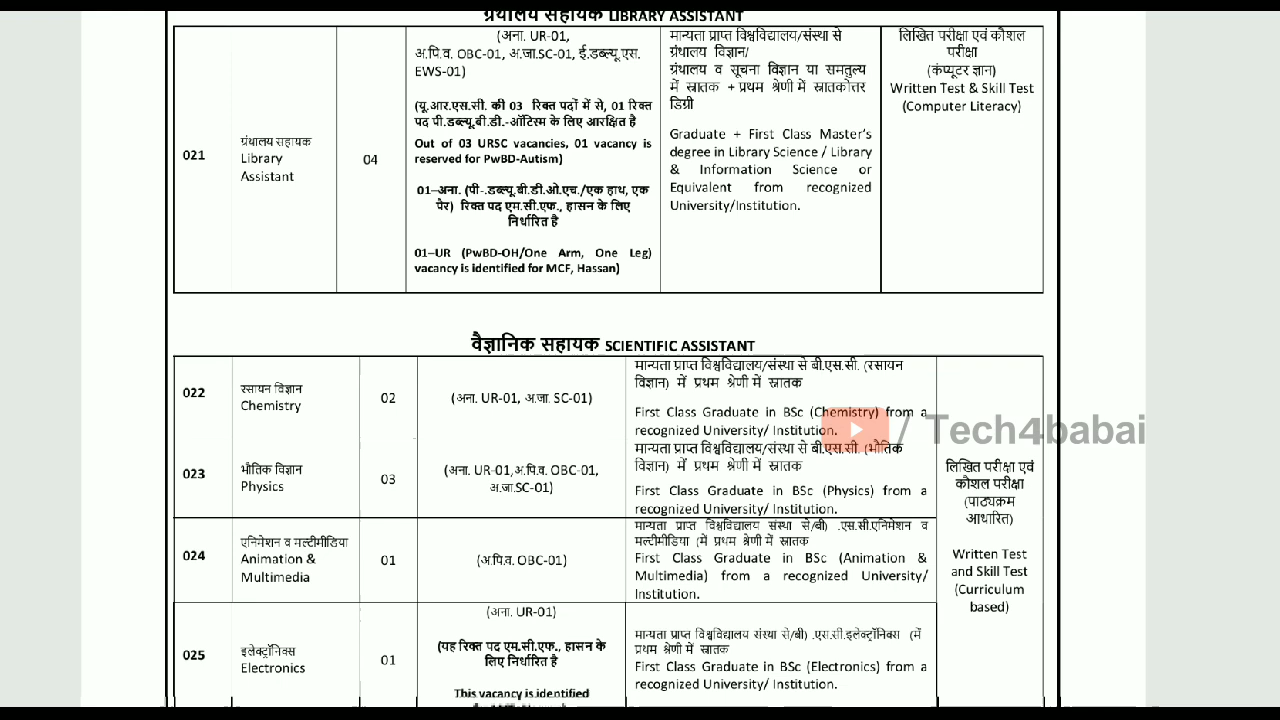 ग्रंथालय सहायक LIBRARY ASSISTANT
021
ग्रंथालय सहायक
Library
Assistant
04
(अना. UR-01,
अ.पि.व. OBC-01, अ.जा.SC-01, ई.डब्ल्यू.एस.
EWS-01)
(यू.आर.एस.सी. की 03 रिक्त पदों में से, 01 रिक्त
पद पी.डब्ल्यू.बी.डी.-ऑटिस्म के लिए आरक्षित है
Out of 03 URSC vacancies, 01 vacancy is
reserved for PwBD-Autism)
01–अना. (पी-.डब्ल्यू.बी.डी.ओ.एच./एक हाथ, एक
पैर) रिक्त पद एम.सी.एफ., हासन के लिए
निर्धारित है
01–UR (PwBD-OH/One Arm, One Leg)
vacancy is identified for MCF, Hassan)
मान्यता प्राप्त विश्वविद्यालय/संस्था से
ग्रंथालय विज्ञान/
ग्रंथालय व सूचना विज्ञान या समतुल्य
में स्नातक + प्रथम श्रेणी में स्नातकोत्तर
डिग्री
Graduate + First Class Master's
degree in Library Science / Library
& Information Science or
Equivalent from recognized
University/Institution.
लिखित परीक्षा एवं कौशल
परीक्षा
(कंप्यूटर ज्ञान)
Written Test & Skill Test
(Computer Literacy)
वैज्ञानिक सहायक SCIENTIFIC ASSISTANT
022
रसायन विज्ञान
Chemistry
02
(अना. UR-01, अ.जा. SC-01)
मान्यता प्राप्त विश्वविद्यालय/संस्था से बी.एस.सी. (रसायन
विज्ञान) में प्रथम श्रेणी में स्नातक
First Class Graduate in BSc (Chemistry) from a
recognized University/ Institution.
023
भौतिक विज्ञान
Physics
03
(अना. UR-01,अ.पि.व. OBC-01,
अ.जा.SC-01)
मान्यता प्राप्त विश्वविद्यालय/संस्था से बी.एस.सी. (भौतिक
विज्ञान) में प्रथम श्रेणी में स्नातक
First Class Graduate in BSc (Physics) from a
recognized University/ Institution.
024
एनिमेशन व मल्टीमीडिया
Animation &
Multimedia
01
(अ.पि.व. OBC-01)
मान्यता प्राप्त विश्वविद्यालय संस्था से/बी) .एस.सी.एनिमेशन व
मल्टीमीडिया (में प्रथम श्रेणी में स्नातक
First Class Graduate in BSc (Animation &
Multimedia) from a recognized University/
Institution.
025
इलेक्ट्रॉनिक्स
Electronics
01
(अना. UR-01)
(यह रिक्त पद एम.सी.एफ., हासन के
लिए निर्धारित है
This vacancy is identified
मान्यता प्राप्त विश्वविद्यालय संस्था से/बी) .एस.सी.इलेक्ट्रॉनिक्स (में
प्रथम श्रेणी में स्नातक
First Class Graduate in BSc (Electronics) from a
recognized University/ Institution.
लिखित परीक्षा एवं
कौशल परीक्षा
(पाठ्यक्रम
आधारित)
Written Test
and Skill Test
(Curriculum
based)
/ Tech4babai